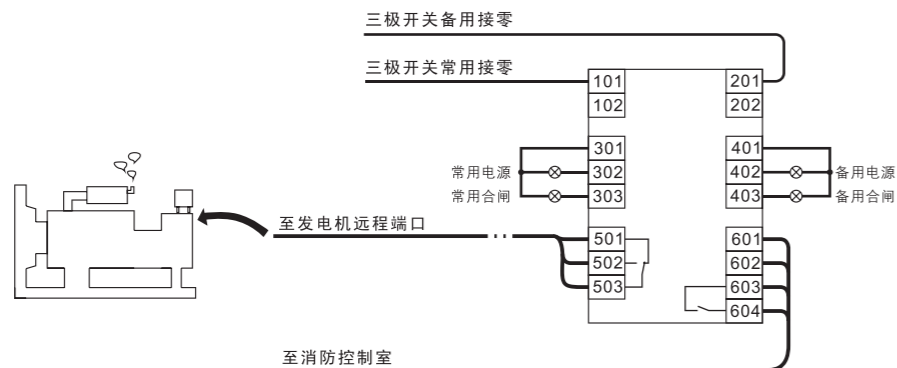 三极开关备用接零
三极开关常用接零
101 201
102 202
301 401
常用电源 302 402 备用电源
常用合闸 303 403 备用合闸
至发电机远程端口 501 601
502 602
503 603
604
至消防控制室